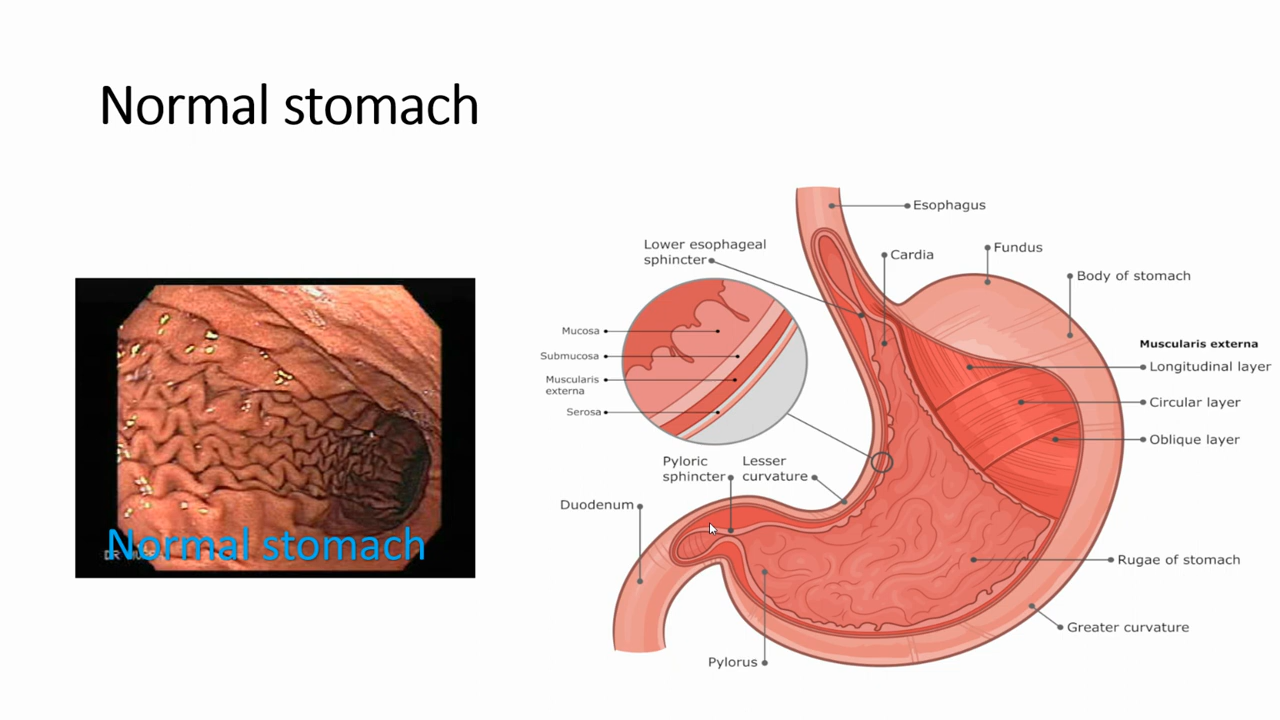 Normal stomach
Esophagus
Lower esophageal
sphincter
Cardia
Fundus
Body of stomach
Mucosa
Submucosa
Muscularis
externa
Serosa
Muscularis externa
Longitudinal layer
Circular layer
Oblique layer
Pyloric
sphincter
Lesser
curvature
Duodenum
Rugae of stomach
Greater curvature
Pylorus
Normal stomach
DR